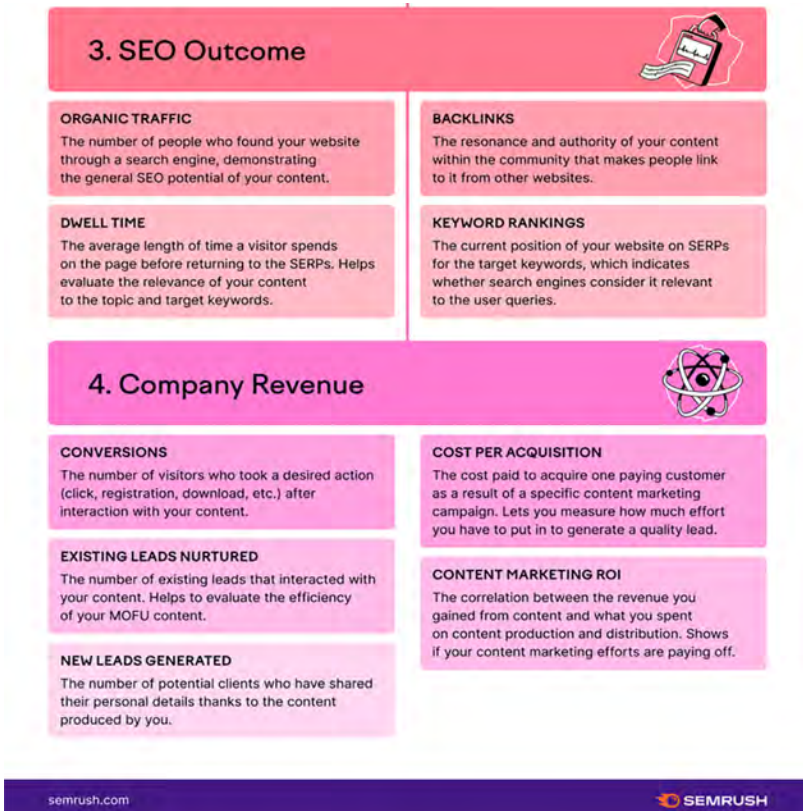 3. SEO Outcome
ORGANIC TRAFFIC
The number of people who found your website
through a search engine, demonstrating
the general SEO potential of your content.
BACKLINKS
The resonance and authority of your content
within the community that makes people link
to it from other websites.
DWELL TIME
The average length of time a visitor spends
on the page before returning to the SERPs. Helps
evaluate the relevance of your content
to the topic and target keywords.
KEYWORD RANKINGS
The current position of your website on SERPs
for the target keywords, which indicates
whether search engines consider it relevant
to the user queries.
4. Company Revenue
CONVERSIONS
The number of visitors who took a desired action
(click, registration, download, etc.) after
interaction with your content.
EXISTING LEADS NURTURED
The number of existing leads that interacted with
your content. Helps to evaluate the efficiency
of your MOFU content.
NEW LEADS GENERATED
The number of potential clients who have shared
their personal details thanks to the content
produced by you.
COST PER ACQUISITION
The cost paid to acquire one paying customer
as a result of a specific content marketing
campaign. Lets you measure how much effort
you have to put in to generate a quality lead.
CONTENT MARKETING ROI
The correlation between the revenue you
gained from content and what you spent
on content production and distribution. Shows
if your content marketing efforts are paying off.
semrush.com
SEMRUSH